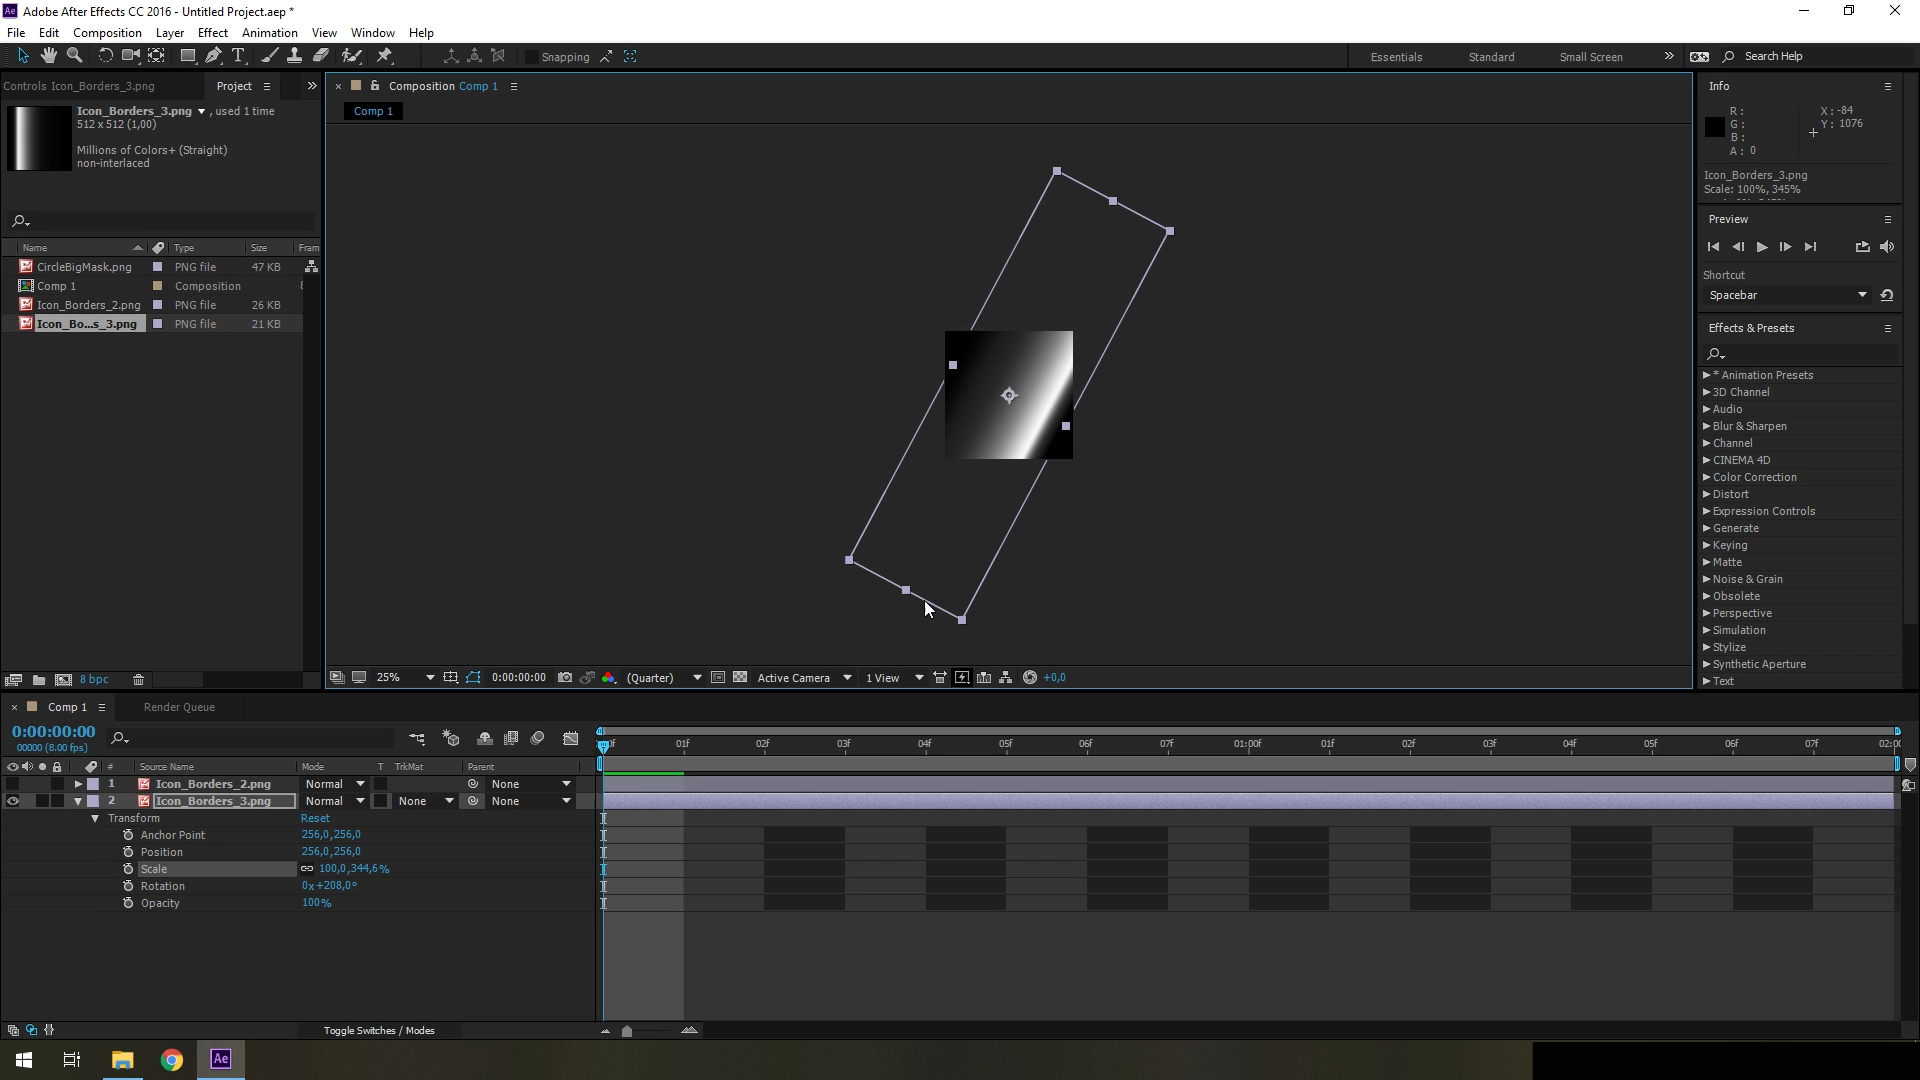 Ae Adobe After Effects CC 2016 - Untitled Project.aep *
File Edit Composition Layer Effect Animation View Window Help
Snapping
Essentials Standard Small Screen » Search Help
Controls Icon_Borders_3.png Project »
Icon_Borders_3.png ▼ , used 1 time
512 x 512 (1,00)
Millions of Colors+ (Straight)
non-interlaced
Name Type Size Fram
CircleBigMask.png PNG file 47 KB
Comp 1 Composition
Icon_Borders_2.png PNG file 26 KB
Icon_Bo...s_3.png PNG file 21 KB
8 bpc
× Composition Comp 1
Comp 1
25% 0:00:00:00 (Quarter) Active Camera 1 View +0,0
Info
R: X: -84
G: Y: 1076
B:
A: 0
Icon_Borders_3.png
Scale: 100%, 345%
Preview
Shortcut
Spacebar
Effects & Presets
* Animation Presets
3D Channel
Audio
Blur & Sharpen
Channel
CINEMA 4D
Color Correction
Distort
Expression Controls
Generate
Keying
Matte
Noise & Grain
Obsolete
Perspective
Simulation
Stylize
Synthetic Aperture
Text
× Comp 1 Render Queue
0:00:00:00
00000 (8.00 fps)
01f 02f 03f 04f 05f 06f 07f 01:00f 01f 02f 03f 04f 05f 06f 07f
# Source Name Mode T TrkMat Parent
1 Icon_Borders_2.png Normal None
2 Icon_Borders_3.png Normal None None
Transform Reset
Anchor Point 256,0,256,0
Position 256,0,256,0
Scale 100,0,344,6%
Rotation 0x+208,0°
Opacity 100%
Toggle Switches / Modes
Ae